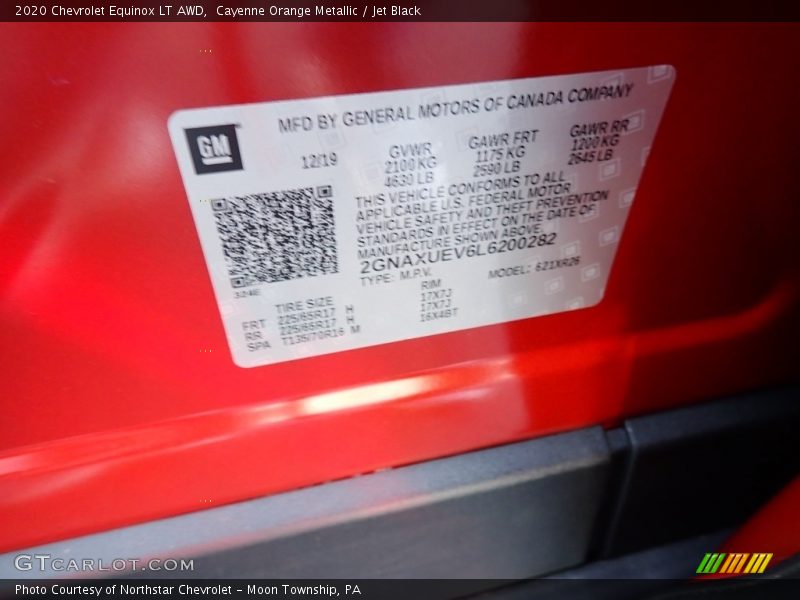 2020 Chevrolet Equinox LT AWD,  Cayenne Orange Metallic / Jet Black
MFD BY GENERAL MOTORS OF CANADA COMPANY
GM
12/19
GVWR
2100 KG
4630 LB
GAWR FRT
1175 KG
2590 LB
GAWR RR
1200 KG
2645 LB
THIS VEHICLE CONFORMS TO ALL
APPLICABLE U.S. FEDERAL MOTOR
VEHICLE SAFETY AND THEFT PREVENTION
STANDARDS IN EFFECT ON THE DATE OF
MANUFACTURE SHOWN ABOVE.
2GNAXUEV6L6200282
TYPE: M.P.V.
MODEL: 621XR26
TIRE SIZE
RIM
FRT 225/65R17 H 17X7J
RR 225/65R17 H 17X7J
SPA T135/70R16 M 16X4BT
GTCARLOT.COM
Photo Courtesy of Northstar Chevrolet - Moon Township, PA